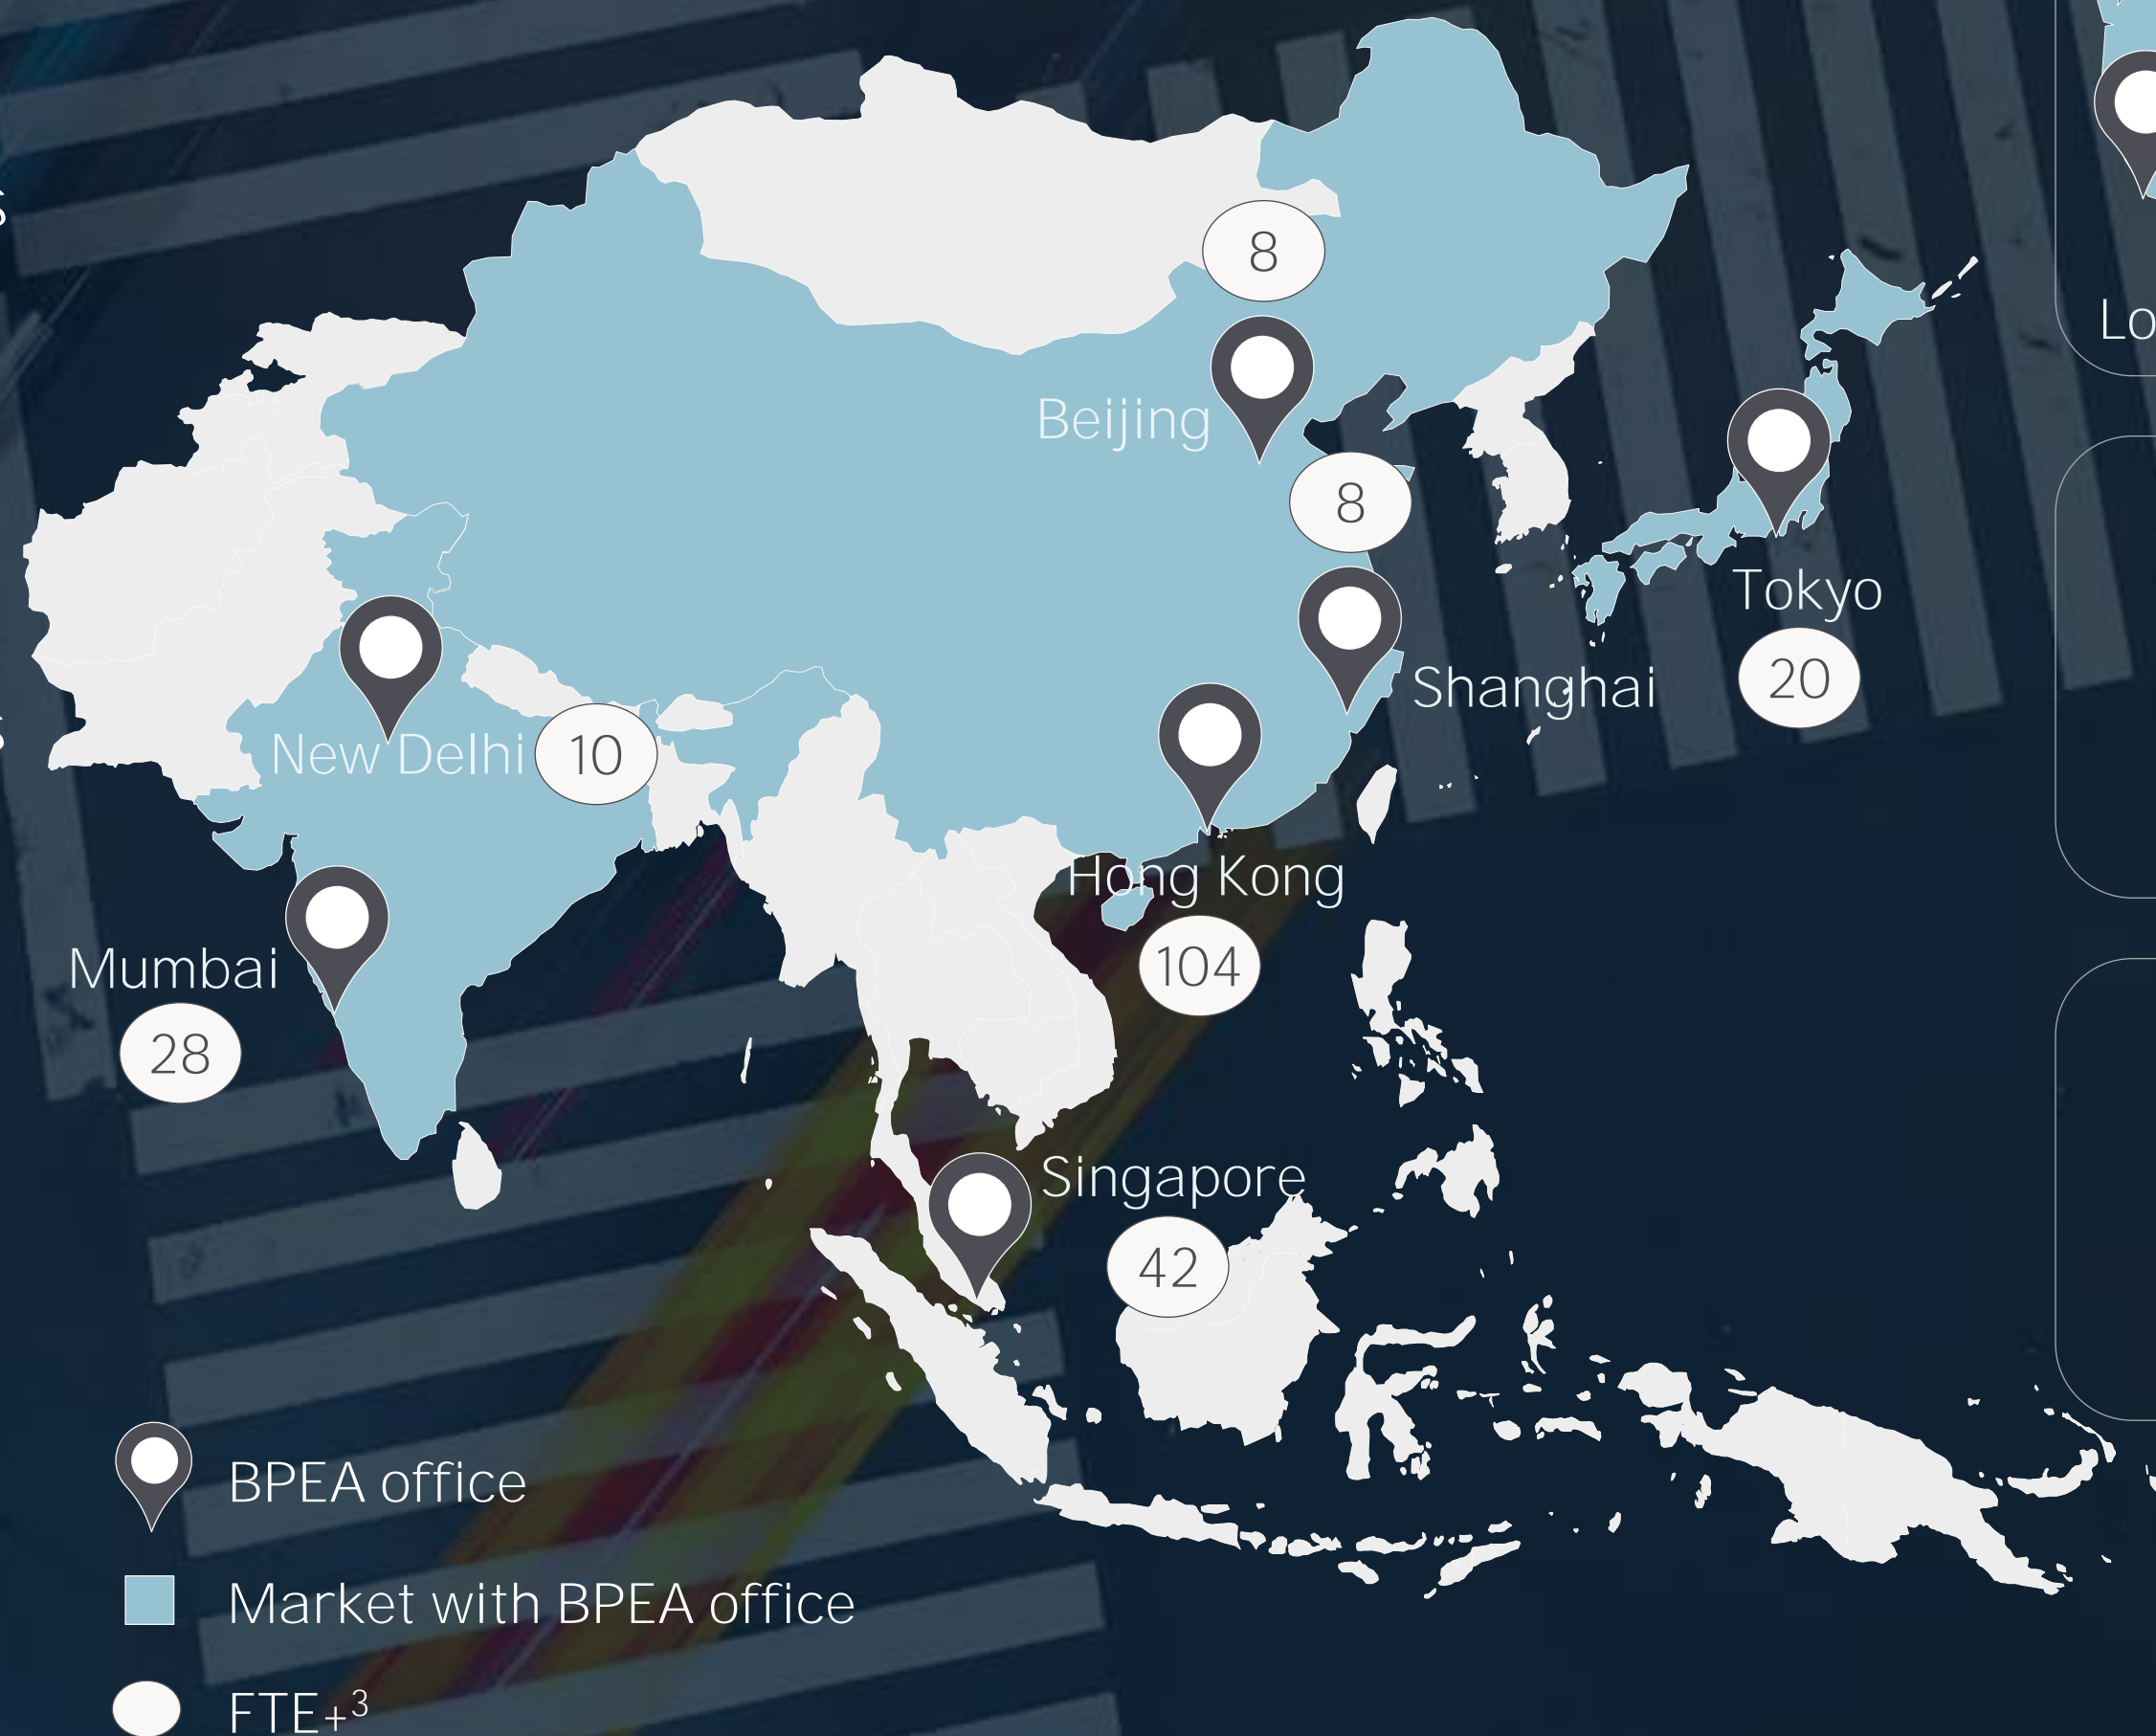 8
Beijing
8
Tokyo
20
Shanghai
New Delhi
10
Hong Kong
104
Mumbai
28
Singapore
42
BPEA office
Market with BPEA office
FTE+³
Lo